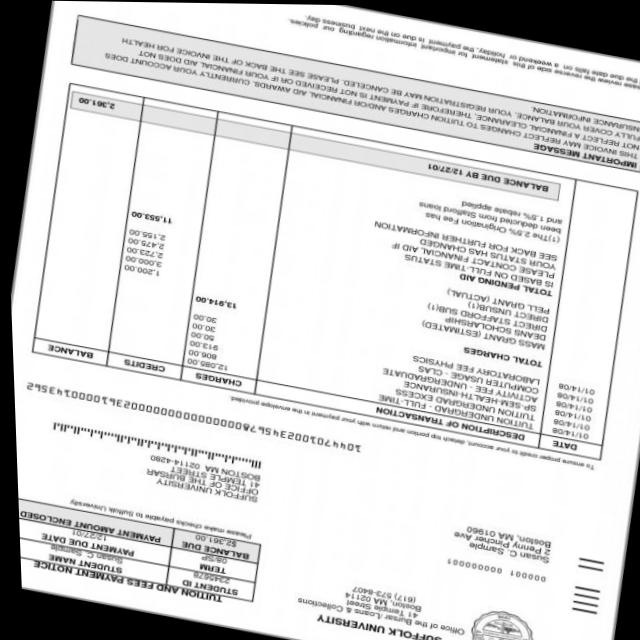 SUFFOLK UNIVERSITY
Office of the Bursar /Loans & Collections
41 Temple Street
Boston, MA 02114
(617) 573-8407
TUITION AND FEES PAYMENT NOTICE
STUDENT ID
STUDENT NAME
2345678
Susan C. Sample
TERM
PAYMENT DUE DATE
08/SP
12/27/01
BALANCE DUE
PAYMENT AMOUNT ENCLOSED
$2,361.00
Please make checks payable to Suffolk University
000001 000000001
Susan C. Sample
2 Penny Pincher Ave
Boston, MA 01960
SUFFOLK UNIVERSITY
OFFICE OF THE BURSAR
41 TEMPLE STREET
BOSTON MA 02114-4280
To ensure proper credit to your account, detach top portion and return with your payment in the envelope provided.
DATE DESCRIPTION OF TRANSACTION CHARGES CREDITS BALANCE
01/14/08 TUITION UNDERGRAD - FULL-TIME 12,085.00
01/14/08 TUITION UNDERGRAD EXCESS 806.00
01/14/08 SP-SEM-HEALTH-INSURANCE 913.00
01/14/08 ACTIVITY FEE - UNDERGRADUATE 50.00
01/14/08 COMPUTER USAGE - CLAS 30.00
01/14/08 LABORATORY FEE PHYSICS 30.00
TOTAL CHARGES 13,914.00
MASS GRANT (ESTIMATED) 1,200.00
DEANS SCHOLARSHIP 3,000.00
DIRECT STAFFORD SUB(1) 2,723.00
DIRECT UNSUB(1) 2,475.00
PELL GRANT (ACTUAL) 2,155.00
TOTAL PENDING AID 11,553.00
IS BASED ON FULL-TIME STATUS
PLEASE CONTACT FINANCIAL AID IF
YOUR STATUS HAS CHANGED
SEE BACK FOR FURTHER INFORMATION
(1)The 2.5% Origination Fee has
been deducted from Stafford loans
and 1.5% rebate applied
BALANCE DUE BY 12/27/01 2,361.00
IMPORTANT MESSAGE
THIS INVOICE MAY REFLECT CHANGES TO TUITION CHARGES AND/OR FINANCIAL AID AWARDS. CURRENTLY YOUR ACCOUNT DOES
NOT REFLECT A FINANCIAL CLEARANCE. THEREFORE IF PAYMENT IS NOT RECEIVED OR IF YOUR FINANCIAL AID DOES NOT
FULLY COVER YOUR BALANCE, YOUR REGISTRATION MAY BE CANCELED. PLEASE SEE THE BACK OF THE INVOICE FOR HEALTH
INSURANCE INFORMATION.
review the reverse side of this statement for important information regarding our policies.
the due date falls on a weekend or holiday, the payment is due on the next business day.